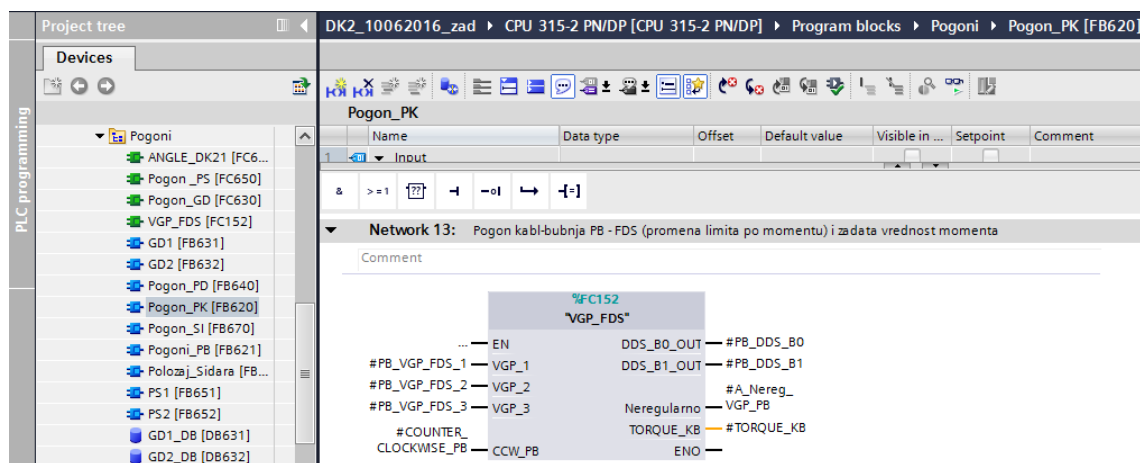 Project tree
DK2_10062016_zad ▸ CPU 315-2 PN/DP [CPU 315-2 PN/DP] ▸ Program blocks ▸ Pogoni ▸ Pogon_PK [FB620]
Devices
PLC programming
Pogoni
ANGLE_DK21 [FC6...
Pogon _PS [FC650]
Pogon_GD [FC630]
VGP_FDS [FC152]
GD1 [FB631]
GD2 [FB632]
Pogon_PD [FB640]
Pogon_PK [FB620]
Pogon_SI [FB670]
Pogoni_PB [FB621]
Polozaj_Sidara [FB...
PS1 [FB651]
PS2 [FB652]
GD1_DB [DB631]
GD2_DB [DB632]
Pogon_PK
Name Data type Offset Default value Visible in ... Setpoint Comment
1 Input
& >=1 ??
Network 13: Pogon kabl-bubnja PB - FDS (promena limita po momentu) i zadata vrednost momenta
Comment
%FC152
"VGP_FDS"
... EN DDS_B0_OUT #PB_DDS_B0
#PB_VGP_FDS_1 VGP_1 DDS_B1_OUT #PB_DDS_B1
#PB_VGP_FDS_2 VGP_2 #A_Nereg_
#PB_VGP_FDS_3 VGP_3 Neregularno VGP_PB
#COUNTER_ TORQUE_KB #TORQUE_KB
CLOCKWISE_PB CCW_PB ENO